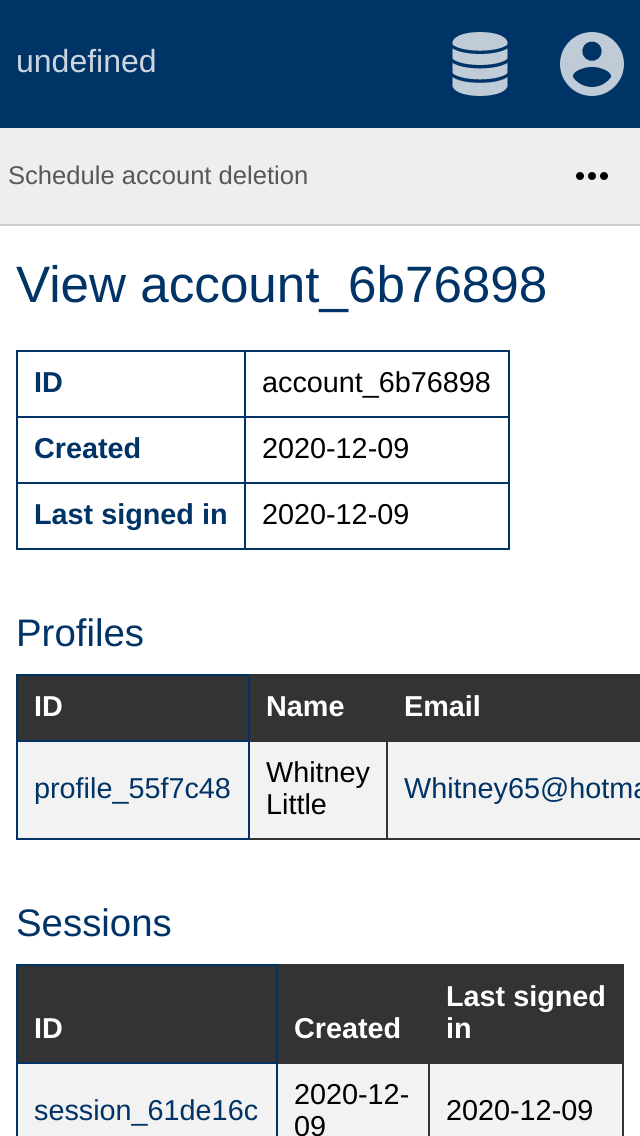 undefined
Schedule account deletion
View account_6b76898
ID account_6b76898
Created 2020-12-09
Last signed in 2020-12-09
Profiles
ID Name Email
profile_55f7c48 Whitney Little Whitney65@hotma
Sessions
ID Created Last signed in
session_61de16c 2020-12-09 2020-12-09